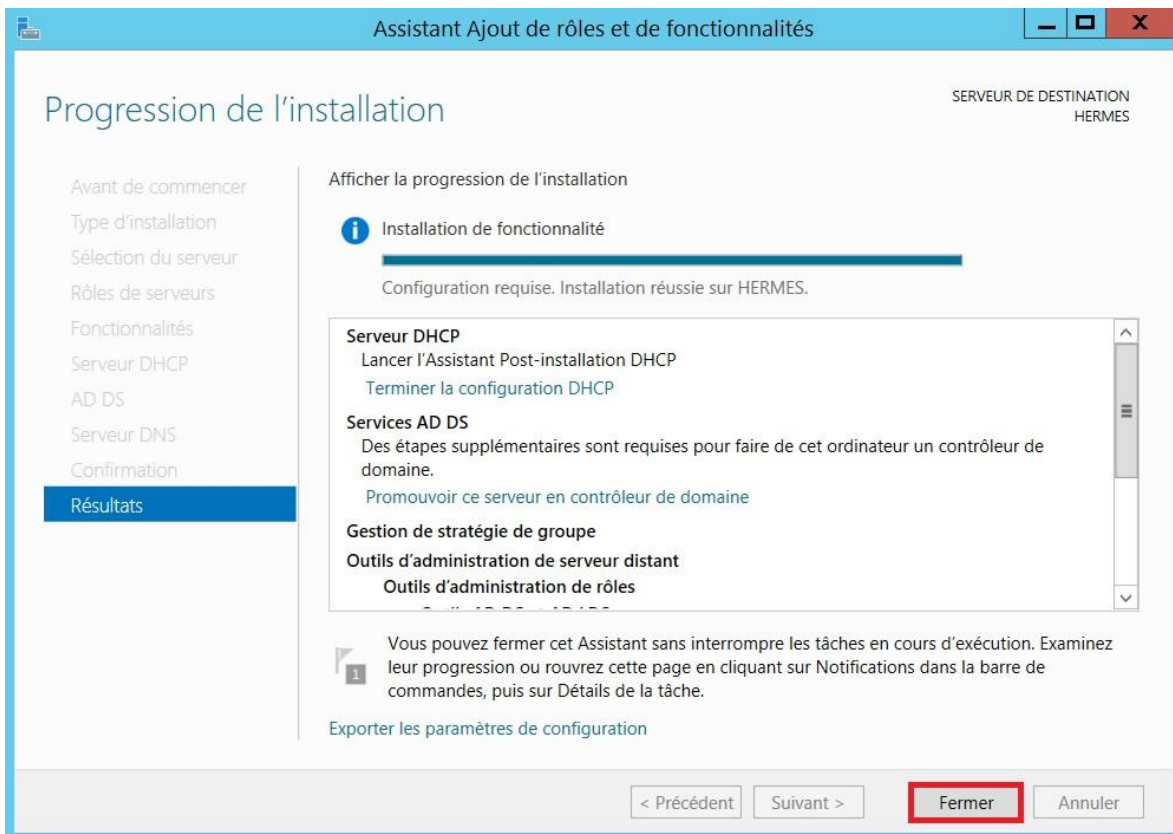 Assistant Ajout de rôles et de fonctionnalités
Progression de l'installation
SERVEUR DE DESTINATION
HERMES
Avant de commencer
Type d'installation
Sélection du serveur
Rôles de serveurs
Fonctionnalités
Serveur DHCP
AD DS
Serveur DNS
Confirmation
Résultats
Afficher la progression de l'installation
Installation de fonctionnalité
Configuration requise. Installation réussie sur HERMES.
Serveur DHCP
Lancer l'Assistant Post-installation DHCP
Terminer la configuration DHCP
Services AD DS
Des étapes supplémentaires sont requises pour faire de cet ordinateur un contrôleur de
domaine.
Promouvoir ce serveur en contrôleur de domaine
Gestion de stratégie de groupe
Outils d'administration de serveur distant
Outils d'administration de rôles
1
Vous pouvez fermer cet Assistant sans interrompre les tâches en cours d'exécution. Examinez
leur progression ou rouvrez cette page en cliquant sur Notifications dans la barre de
commandes, puis sur Détails de la tâche.
Exporter les paramètres de configuration
< Précédent
Suivant >
Fermer
Annuler